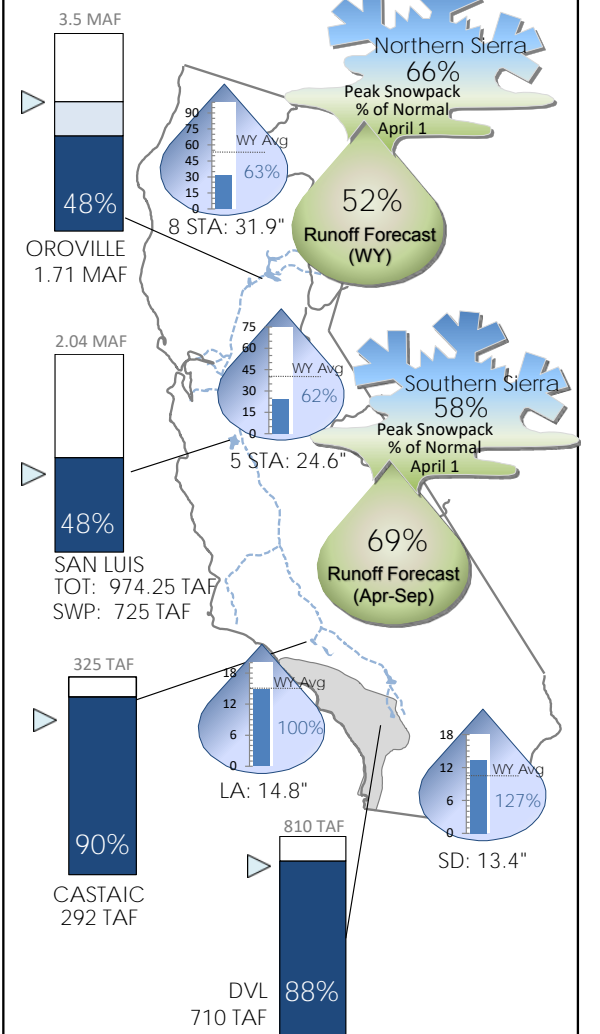 3.5 MAF
48%
OROVILLE
1.71 MAF
Northern Sierra
66%
Peak Snowpack
% of Normal
April 1
52%
Runoff Forecast
(WY)
90
75
60
45
30
15
0
WY Avg
63%
8 STA: 31.9"
2.04 MAF
48%
SAN LUIS
TOT: 974.25 TAF
SWP: 725 TAF
75
60
45
30
15
0
WY Avg
62%
5 STA: 24.6"
Southern Sierra
58%
Peak Snowpack
% of Normal
April 1
69%
Runoff Forecast
(Apr-Sep)
325 TAF
90%
CASTAIC
292 TAF
18
12
6
0
WY Avg
100%
LA: 14.8"
18
12
6
0
WY Avg
127%
SD: 13.4"
810 TAF
88%
DVL
710 TAF